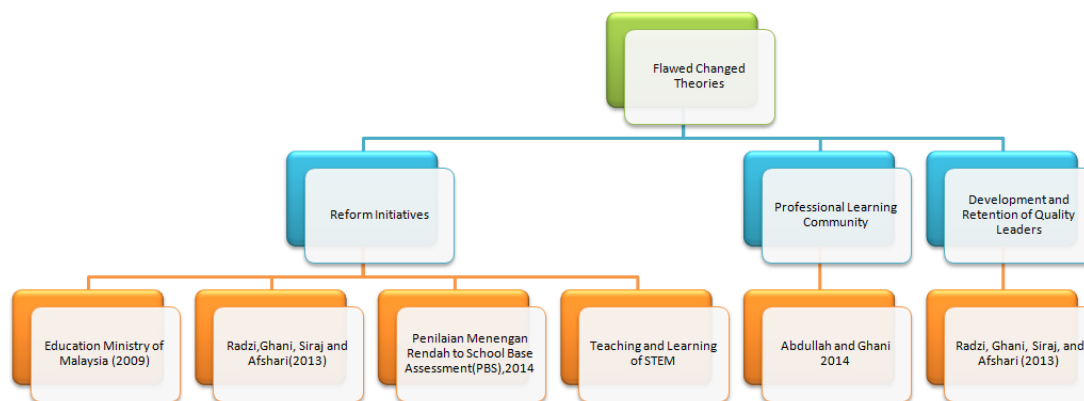 Flawed Changed
Theories
Reform Initiatives
Professional Learning
Community
Development and
Retention of Quality
Leaders
Education Ministry of
Malaysia (2009)
Radzi,Ghani, Siraj and
Afshari(2013)
Penilaian Menengan
Rendah to School Base
Assessment(PBS),2014
Teaching and Learning
of STEM
Abdullah and Ghani
2014
Radzi, Ghani, Siraj, and
Afshari (2013)